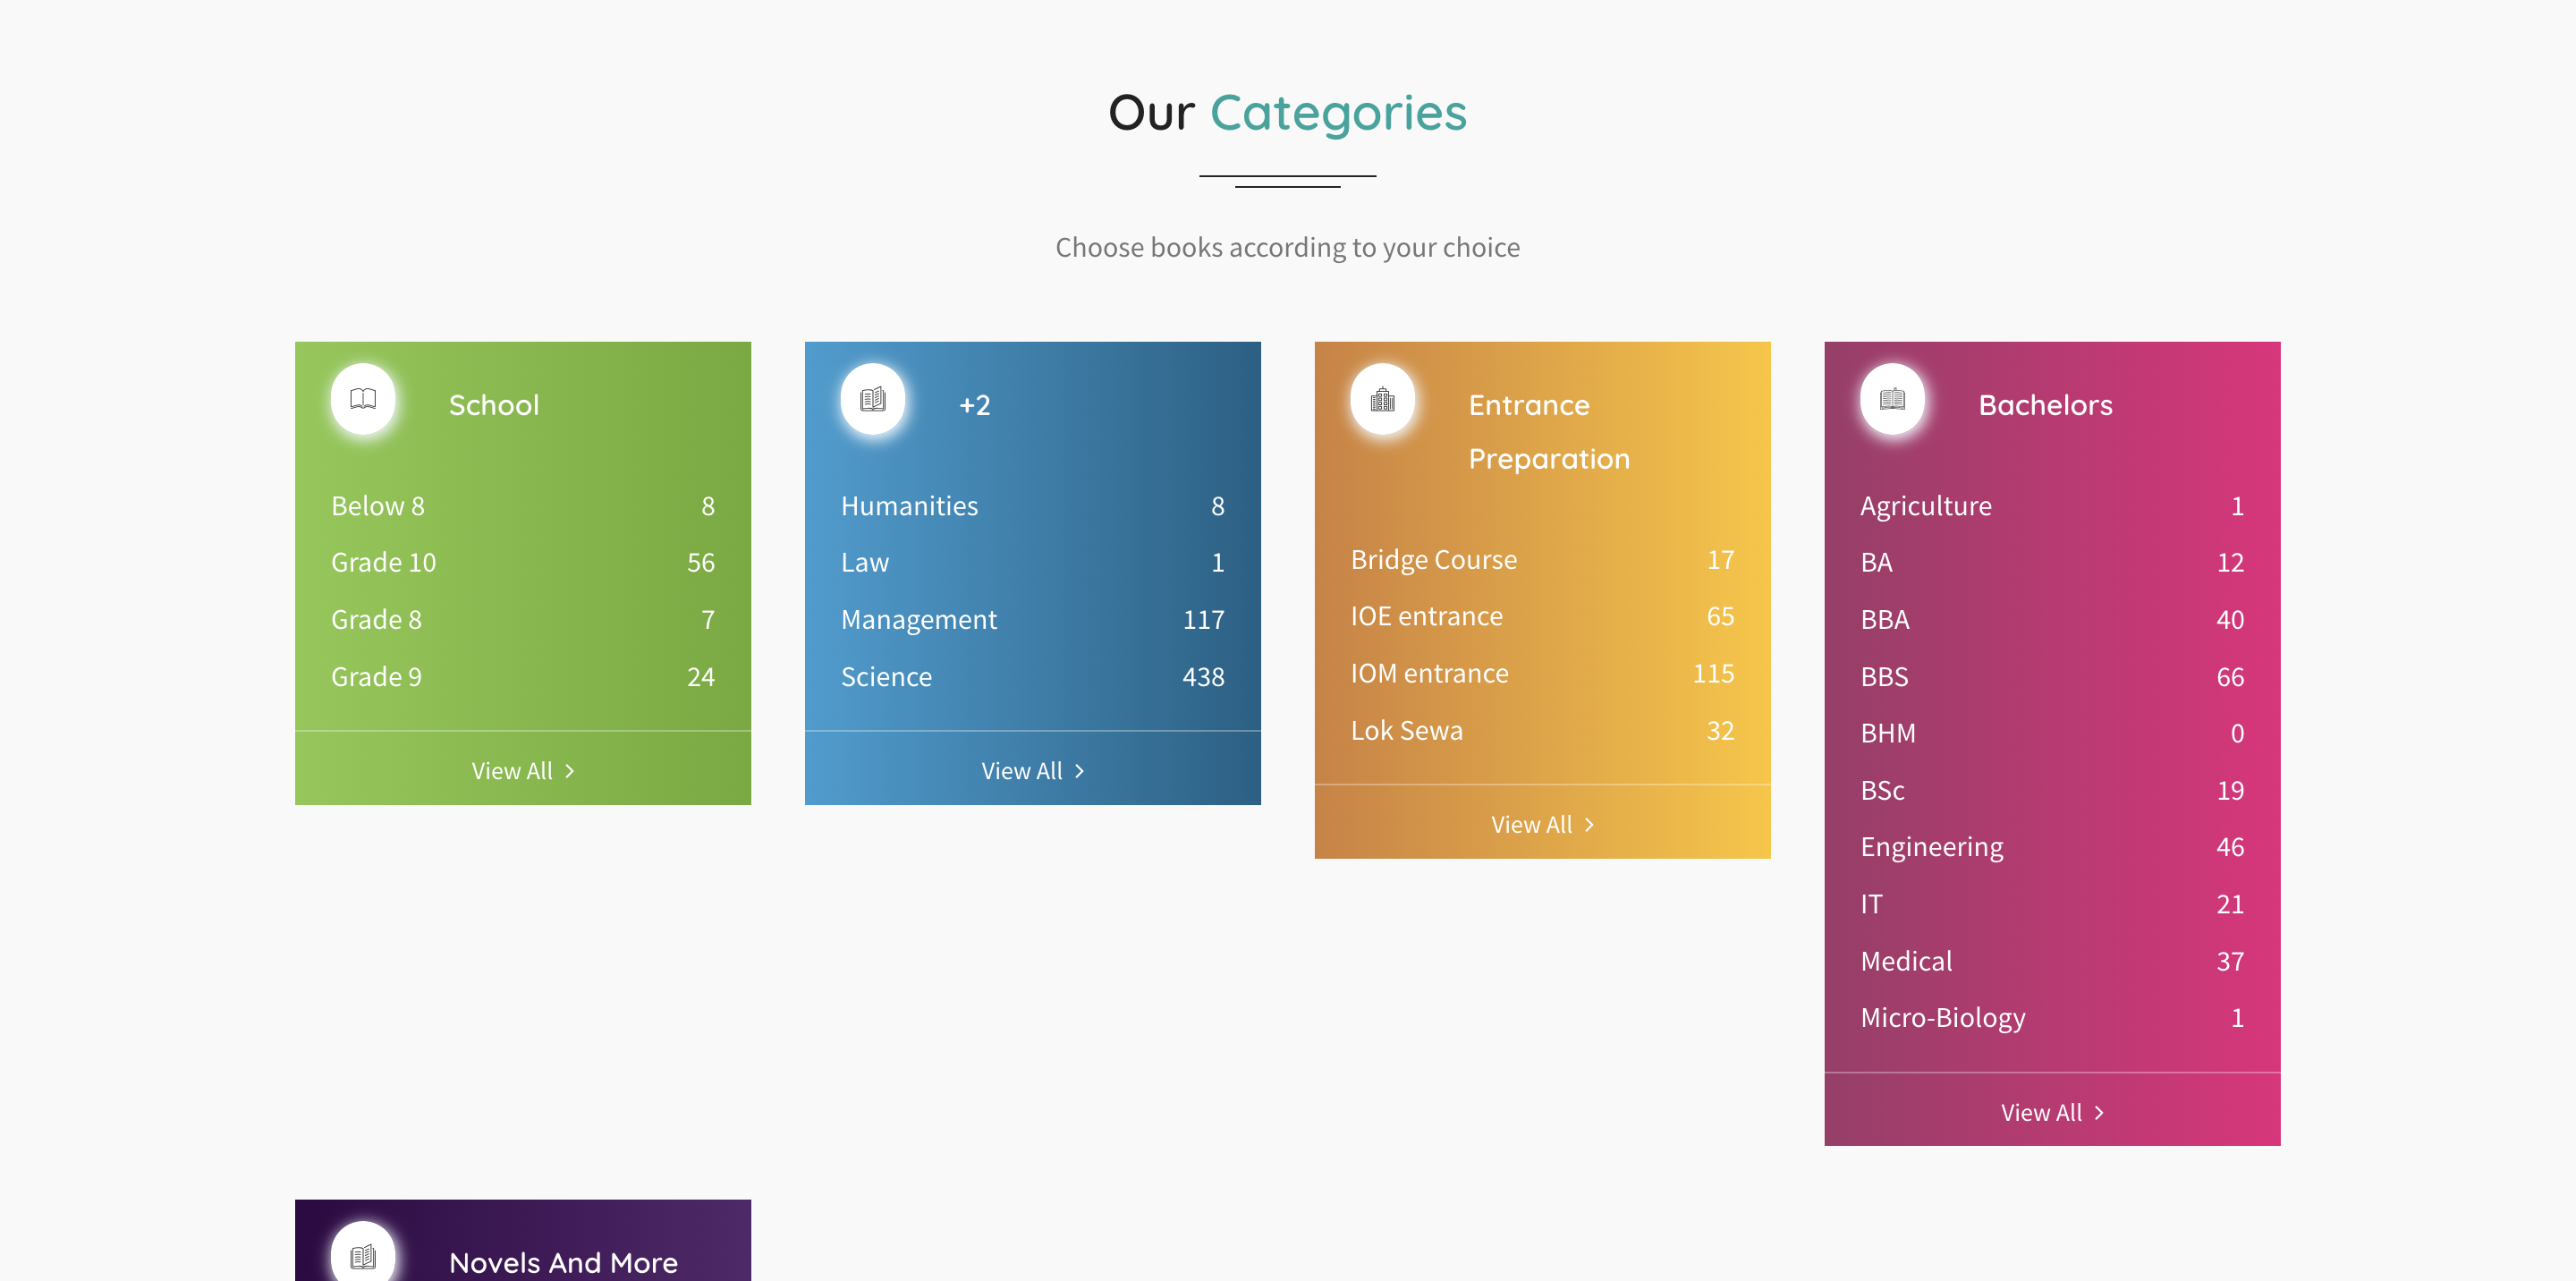 Our Categories
Choose books according to your choice
School
Below 8 8
Grade 10 56
Grade 8 7
Grade 9 24
View All
+2
Humanities 8
Law 1
Management 117
Science 438
View All
Entrance
Preparation
Bridge Course 17
IOE entrance 65
IOM entrance 115
Lok Sewa 32
View All
Bachelors
Agriculture 1
BA 12
BBA 40
BBS 66
BHM 0
BSc 19
Engineering 46
IT 21
Medical 37
Micro-Biology 1
View All
Novels And More